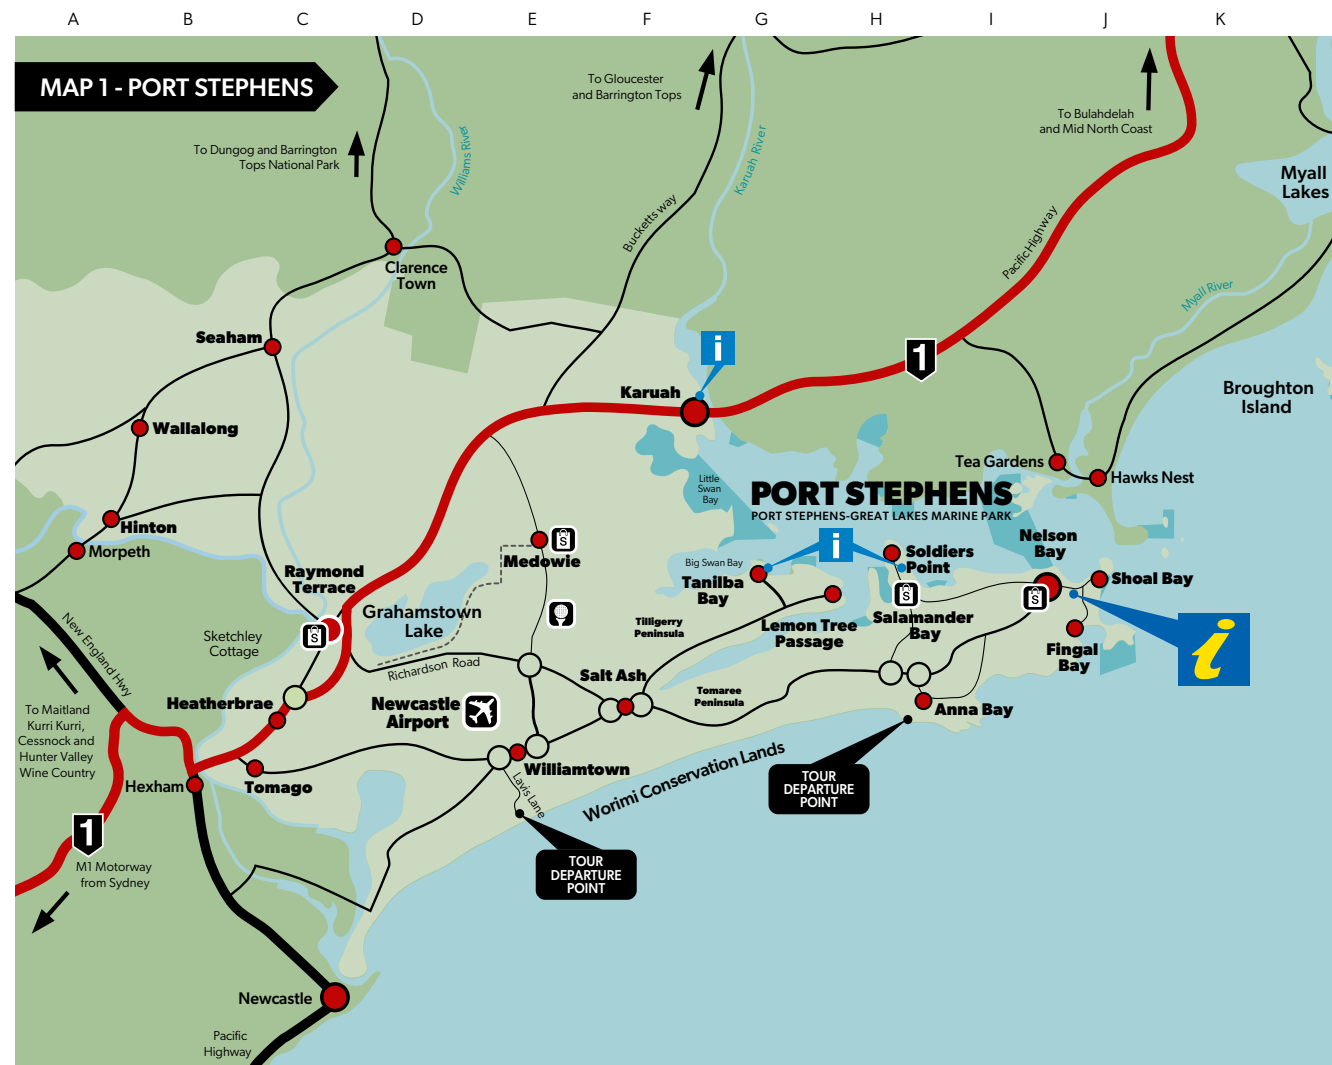 A B C D E F G H I J K
MAP 1 - PORT STEPHENS
To Gloucester
and Barrington Tops
To Bulahdelah
and Mid North Coast
To Dungog and Barrington
Tops National Park
Williams River
Karuah River
Myall
Lakes
Bucketts way
Pacific Highway
Clarence
Town
Myall River
Seaham
i
1
Karuah
Broughton
Island
Wallalong
Tea Gardens
Hawks Nest
Little
Swan
Bay
PORT STEPHENS
PORT STEPHENS-GREAT LAKES MARINE PARK
Hinton
Morpeth
Nelson
Bay
i
Soldiers
Point
Medowie
S
Big Swan Bay
Tanilba
Bay
Shoal Bay
Raymond
Terrace
Grahamstown
Lake
S
S
S
Lemon Tree
Passage
Salamander
Bay
Tilligerry
Peninsula
Fingal
Bay
i
Sketchley
Cottage
New England Hwy
Richardson Road
Salt Ash
Tomaree
Peninsula
Heatherbrae
Newcastle
Airport
Anna Bay
To Maitland
Kurri Kurri,
Cessnock and
Hunter Valley
Wine Country
Williamtown
Worimi Conservation Lands
TOUR
DEPARTURE
POINT
Hexham
Tomago
Lavis Lane
1
M1 Motorway
from Sydney
TOUR
DEPARTURE
POINT
Newcastle
Pacific
Highway